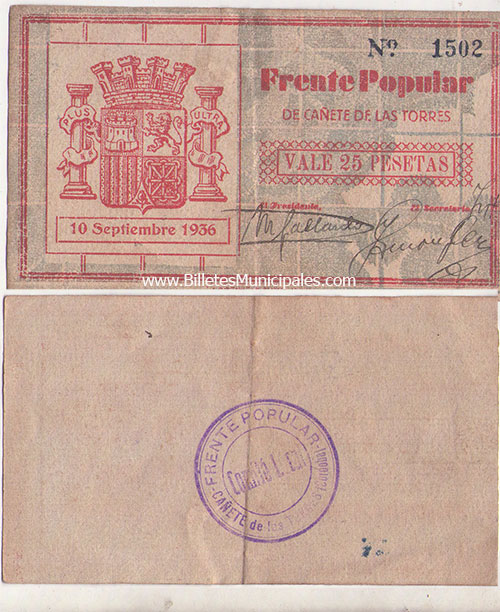 Nº 1502
Frente Popular
DE CAÑETE DE LAS TORRES
PLUS ULTRA
VALE 25 PESETAS
El Presidente, El Secretario
10 Septiembre 1936
www.BilletesMunicipales.com
FRENTE POPULAR
CAÑETE de las